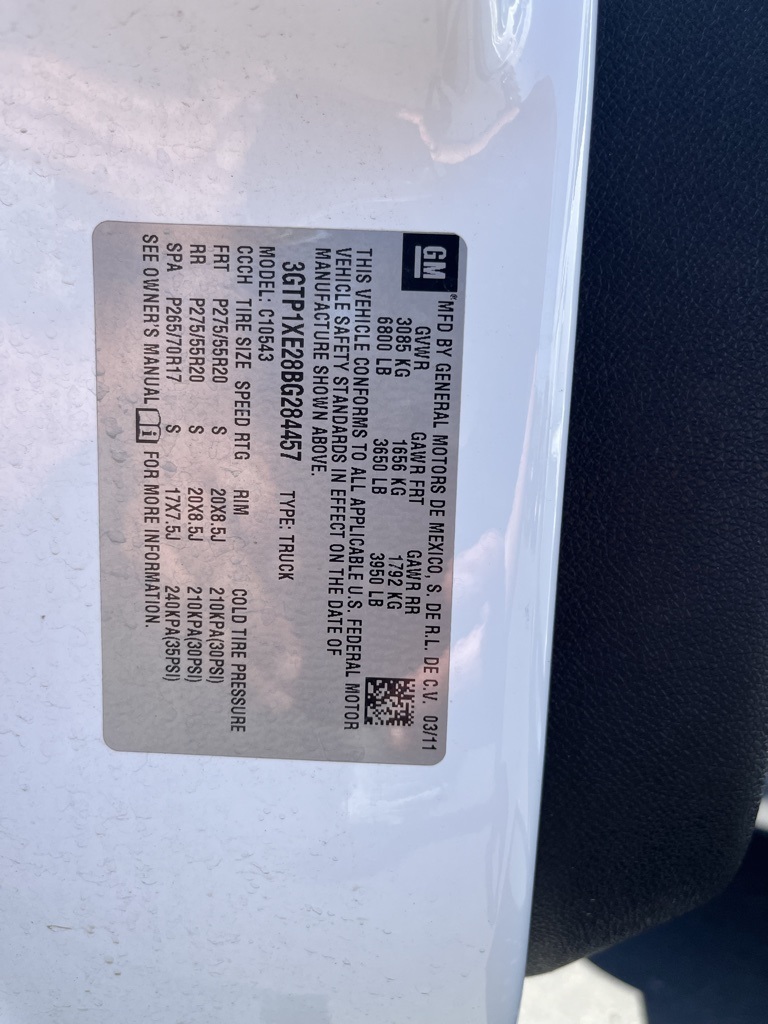 GM *MFD BY GENERAL MOTORS DE MEXICO, S. DE R.L. DE C.V. 03/11
GVWR GAWR FRT GAWR RR
3085 KG 1656 KG 1792 KG
6800 LB 3650 LB 3950 LB
THIS VEHICLE CONFORMS TO ALL APPLICABLE U.S. FEDERAL MOTOR
VEHICLE SAFETY STANDARDS IN EFFECT ON THE DATE OF
MANUFACTURE SHOWN ABOVE.
3GTP1XE28BG284457 TYPE: TRUCK
MODEL: C10543
CCCH TIRE SIZE SPEED RTG RIM COLD TIRE PRESSURE
FRT P275/55R20 S 20X8.5J 210KPA(30PSI)
RR P275/55R20 S 20X8.5J 210KPA(30PSI)
SPA P265/70R17 S 17X7.5J 240KPA(35PSI)
SEE OWNER'S MANUAL FOR MORE INFORMATION.